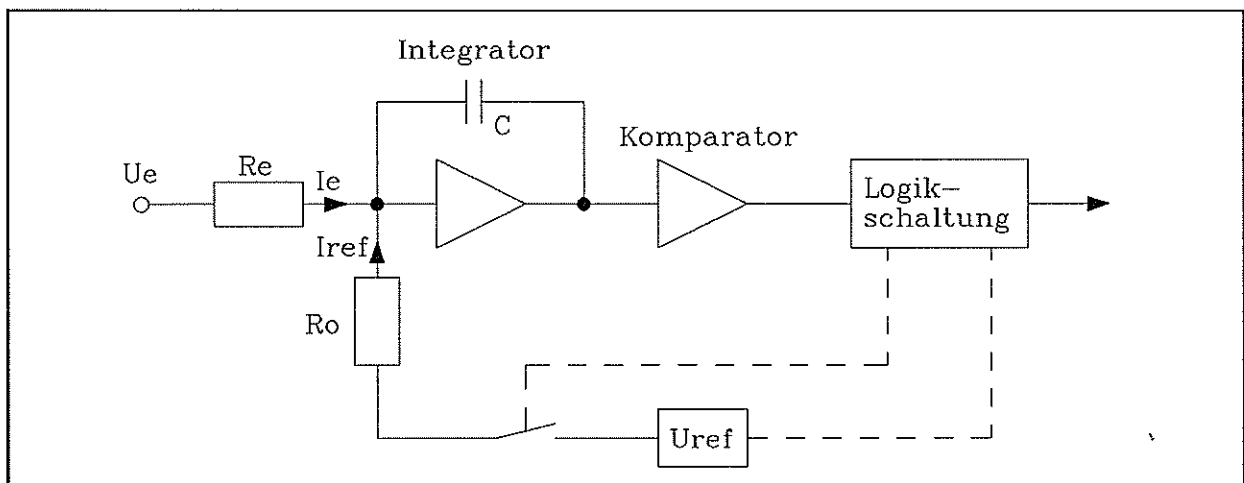 Integrator
C
Komparator
Ue
Re
Ie
Logik-
schaltung
Iref
Ro
Uref